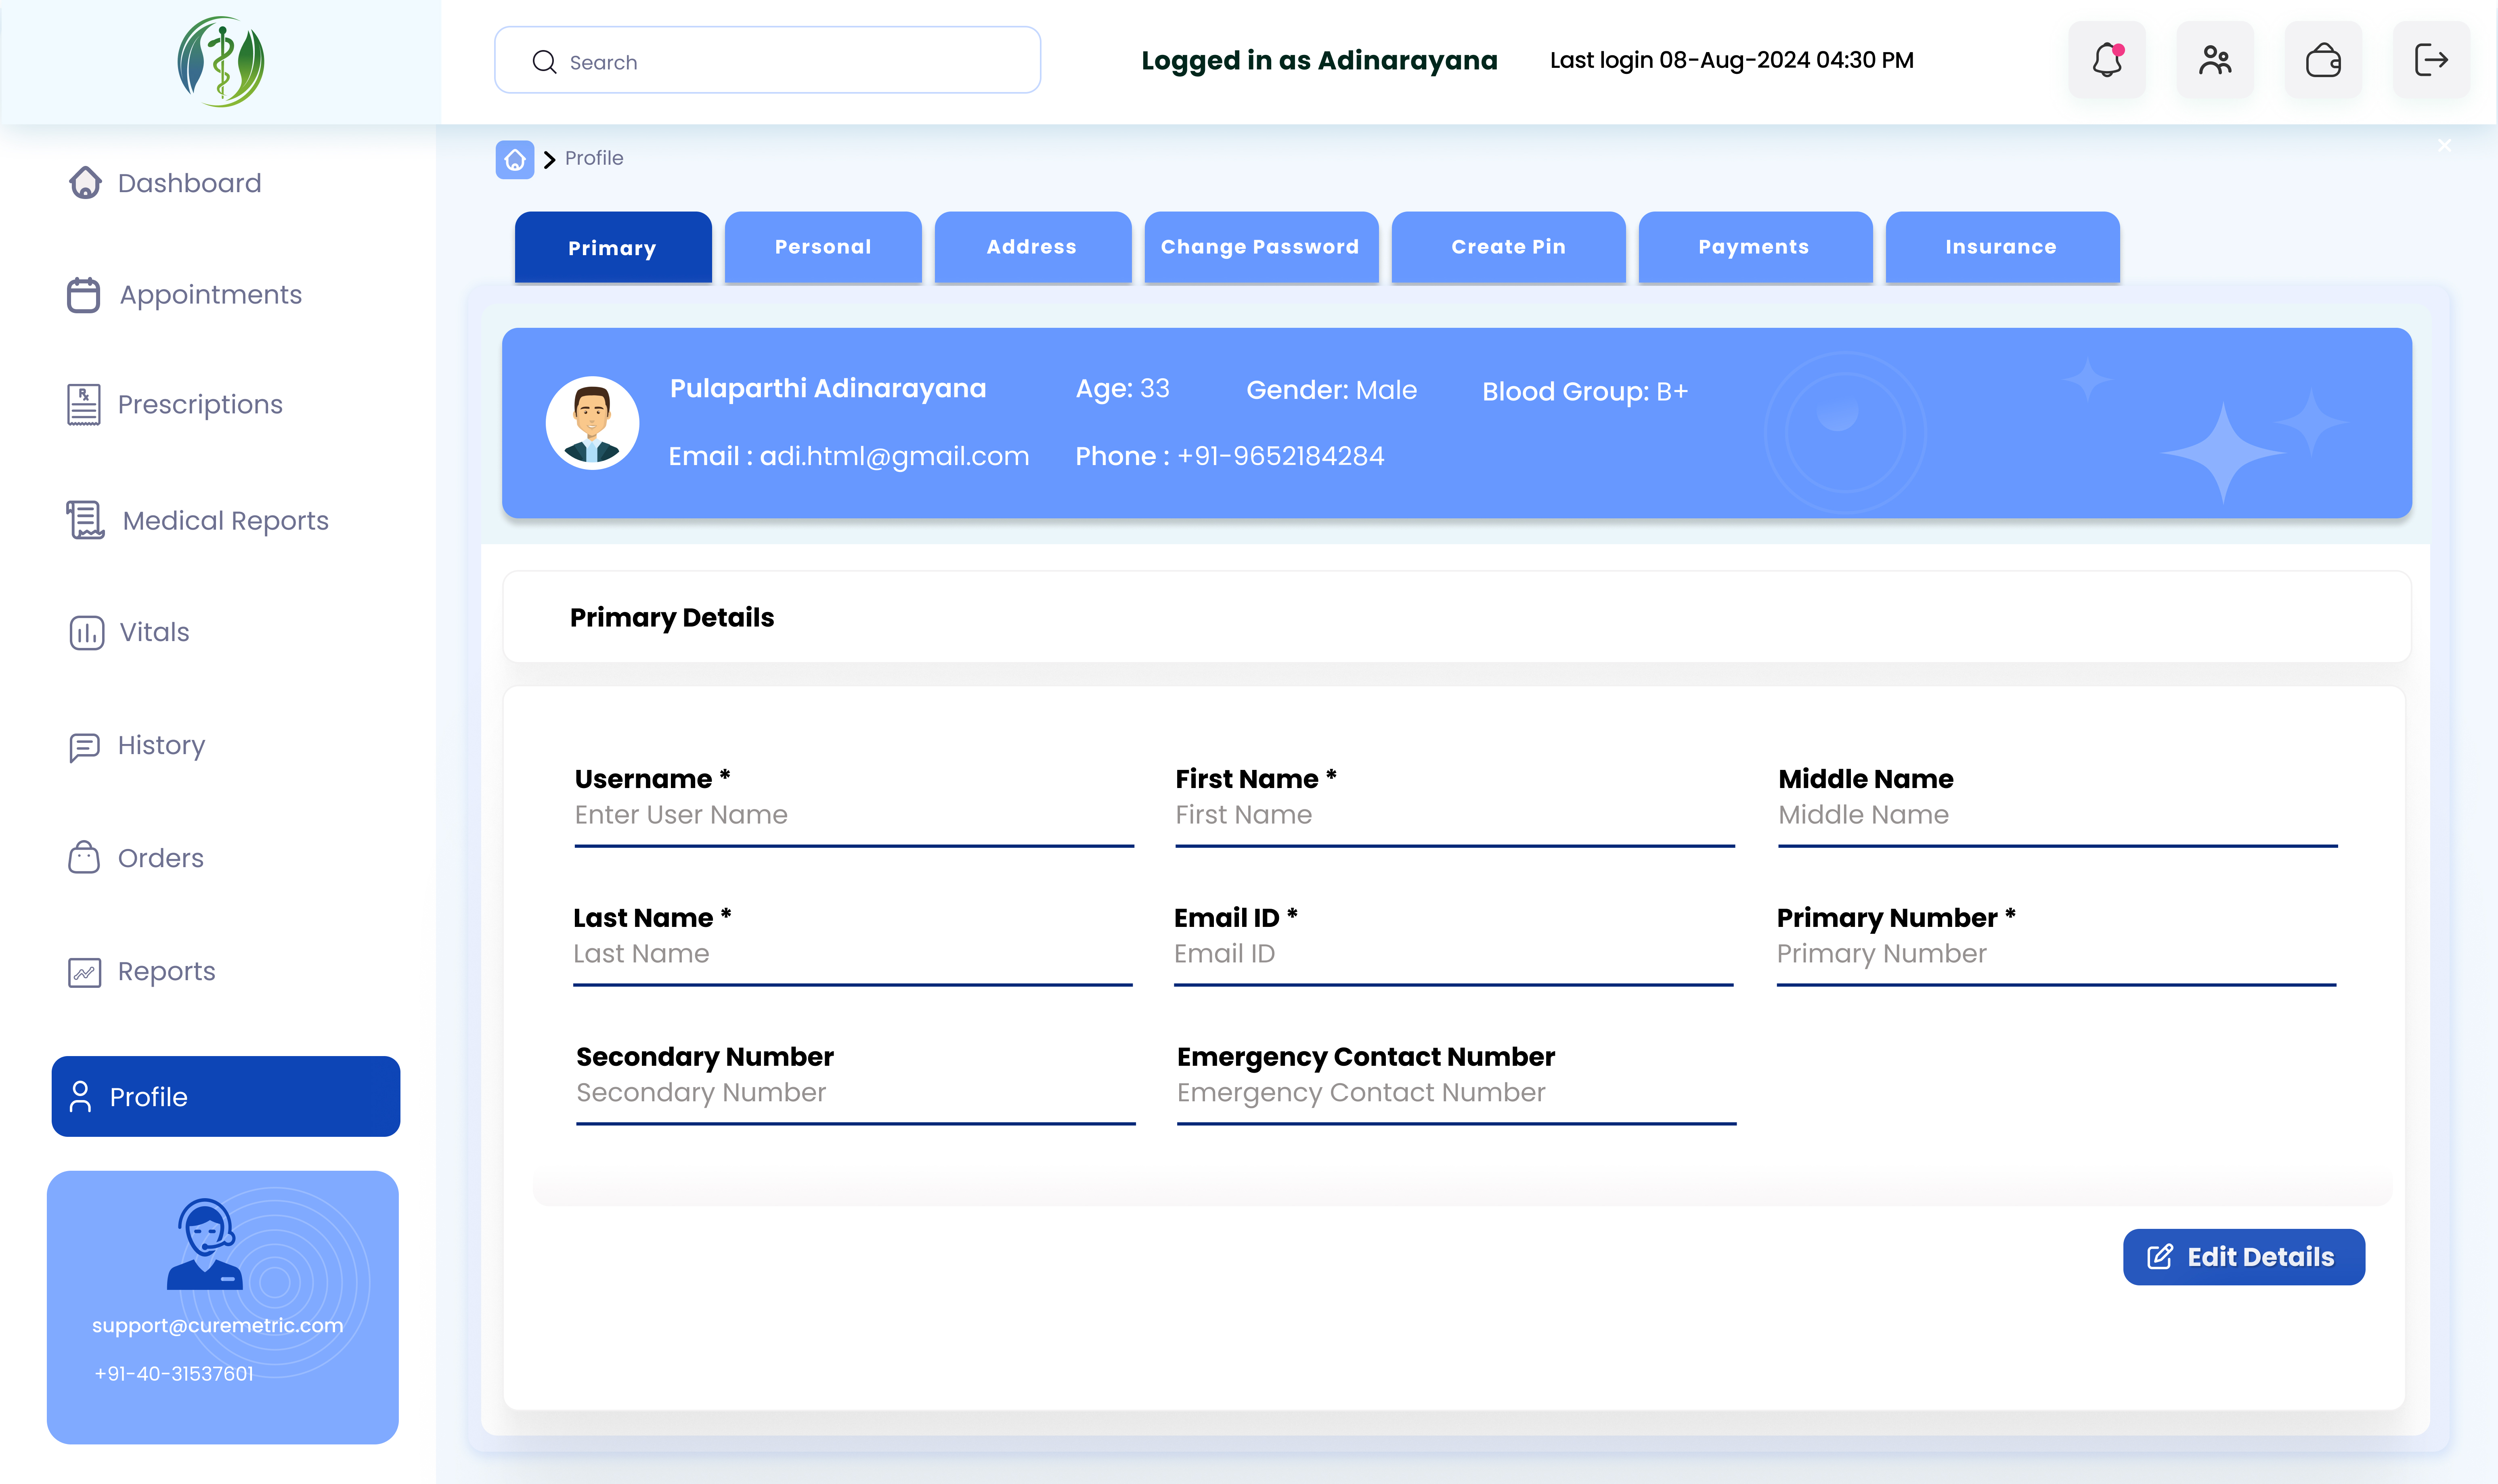 Search
Logged in as Adinarayana
Last login 08-Aug-2024 04:30 PM
Profile
Dashboard
Appointments
Prescriptions
Medical Reports
Vitals
History
Orders
Reports
Profile
support@curemetric.com
+91-40-31537601
Primary
Personal
Address
Change Password
Create Pin
Payments
Insurance
Pulaparthi Adinarayana
Age: 33
Gender: Male
Blood Group: B+
Email : adi.html@gmail.com
Phone : +91-9652184284
Primary Details
Username *
Enter User Name
First Name *
First Name
Middle Name
Middle Name
Last Name *
Last Name
Email ID *
Email ID
Primary Number *
Primary Number
Secondary Number
Secondary Number
Emergency Contact Number
Emergency Contact Number
Edit Details